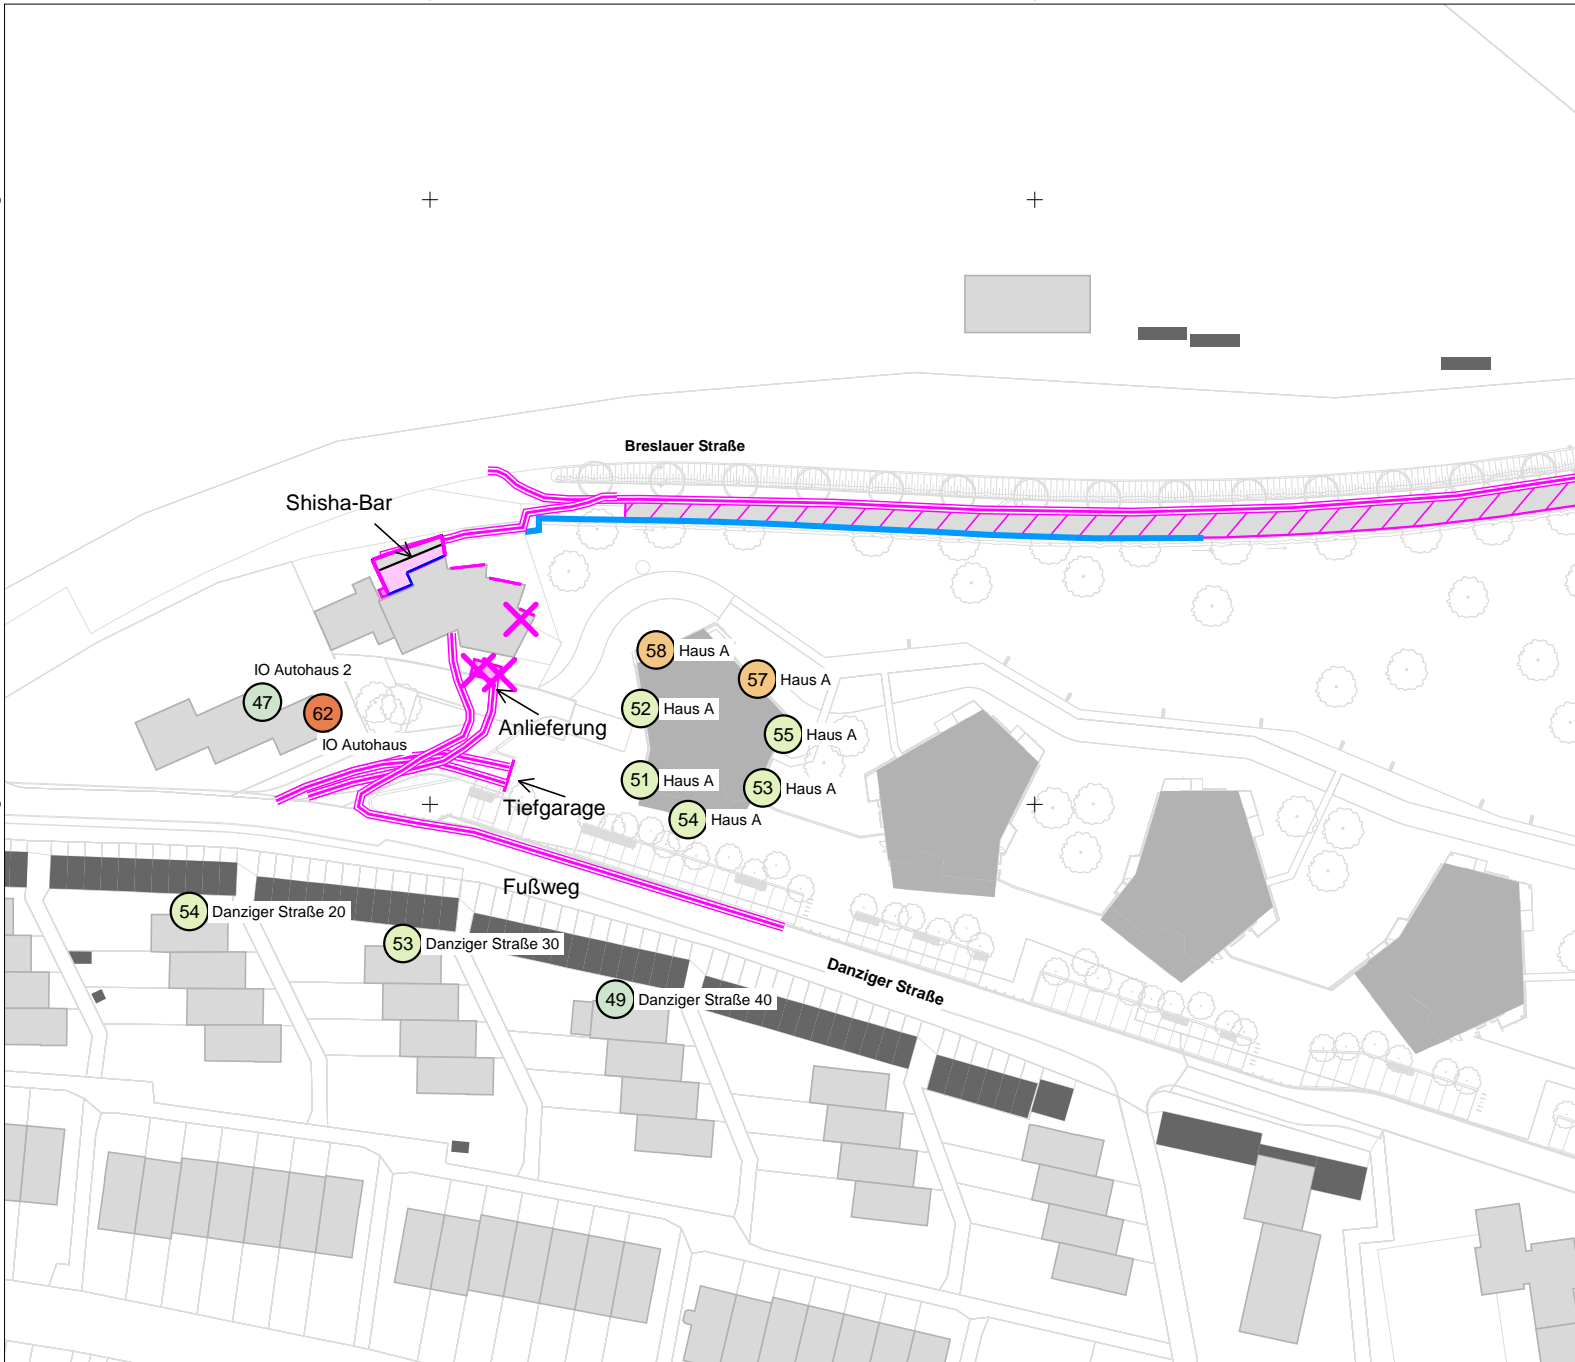 Breslauer Straße
Shisha-Bar
58 Haus A
IO Autohaus 2
57 Haus A
47
52 Haus A
62
Anlieferung
55 Haus A
IO Autohaus
51 Haus A
53 Haus A
Tiefgarage
54 Haus A
Fußweg
54 Danziger Straße 20
53 Danziger Straße 30
Danziger Straße
49 Danziger Straße 40